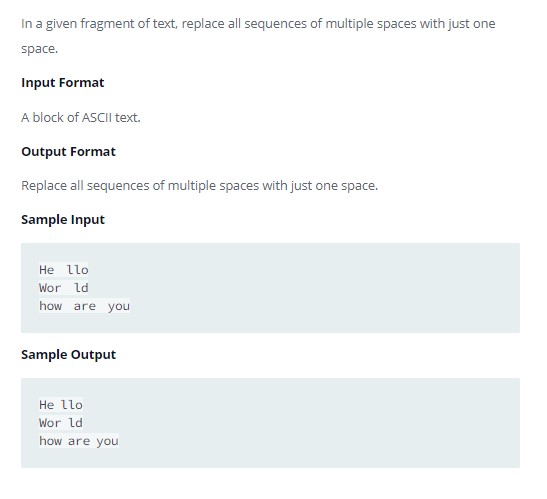 In a given fragment of text, replace all sequences of multiple spaces with just one
space.
Input Format
A block of ASCII text.
Output Format
Replace all sequences of multiple spaces with just one space.
Sample Input
He  llo
Wor  ld
how  are  you
Sample Output
He llo
Wor ld
how are you